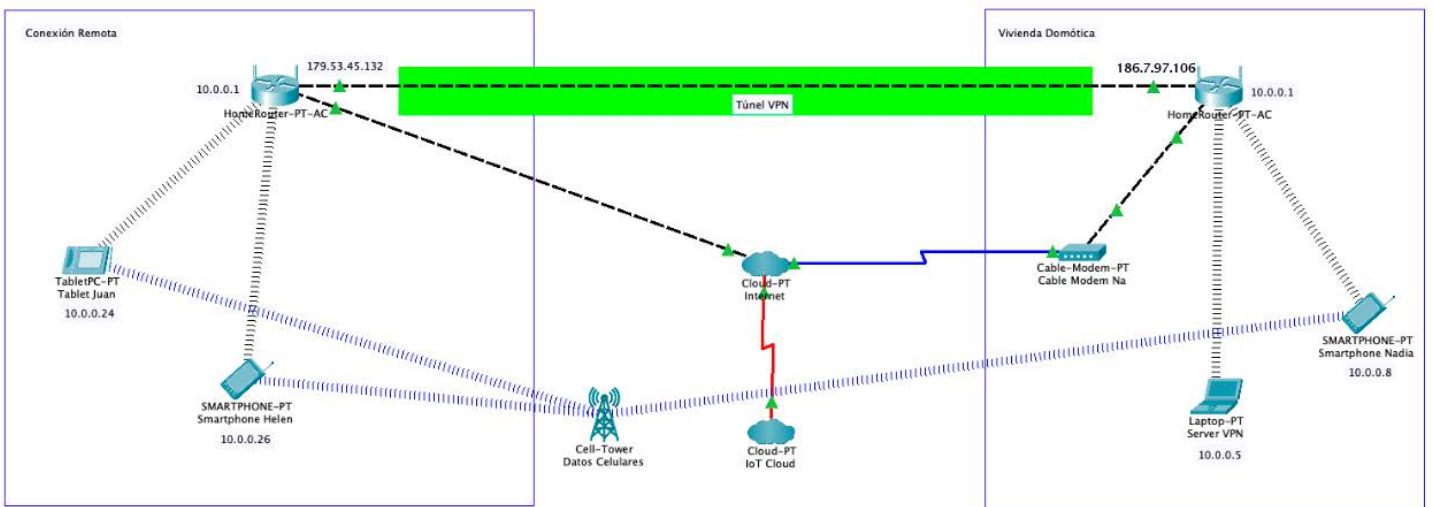 Conexión Remota
Vivienda Domótica
179.53.45.132
186.7.97.106
10.0.0.1
10.0.0.1
HomeRouter-PT-AC
Túnel VPN
HomeRouter-PT-AC
TabletPC-PT
Tablet Juan
10.0.0.24
Cloud-PT
Internet
Cable-Modem-PT
Cable Modem Na
SMARTPHONE-PT
Smartphone Nadia
10.0.0.8
SMARTPHONE-PT
Smartphone Helen
10.0.0.26
Cell-Tower
Datos Celulares
Cloud-PT
IoT Cloud
Laptop-PT
Server VPN
10.0.0.5